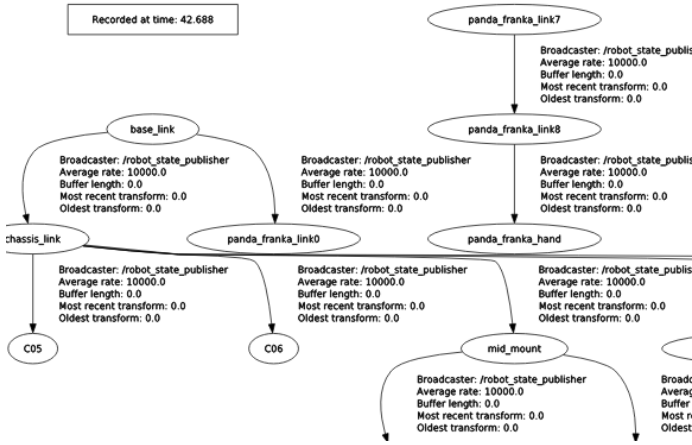 Recorded at time: 42.688
panda_franka_link7
Broadcaster: /robot_state_publis
Average rate: 10000.0
Buffer length: 0.0
Most recent transform: 0.0
Oldest transform: 0.0
base_link
panda_franka_link8
Broadcaster: /robot_state_publisher
Average rate: 10000.0
Buffer length: 0.0
Most recent transform: 0.0
Oldest transform: 0.0
Broadcaster: /robot_state_publisher
Average rate: 10000.0
Buffer length: 0.0
Most recent transform: 0.0
Oldest transform: 0.0
Broadcaster: /robot_state_publis
Average rate: 10000.0
Buffer length: 0.0
Most recent transform: 0.0
Oldest transform: 0.0
chassis_link
panda_franka_link0
panda_franka_hand
Broadcaster: /robot_state_publisher
Average rate: 10000.0
Buffer length: 0.0
Most recent transform: 0.0
Oldest transform: 0.0
Broadcaster: /robot_state_publisher
Average rate: 10000.0
Buffer length: 0.0
Most recent transform: 0.0
Oldest transform: 0.0
Broadcaster: /robot_state_publis
Average rate: 10000.0
Buffer length: 0.0
Most recent transform: 0.0
Oldest transform: 0.0
C05
C06
mid_mount
Broadcaster: /robot_state_publisher
Average rate: 10000.0
Buffer length: 0.0
Most recent transform: 0.0
Oldest transform: 0.0
Broadc
Averag
Buffer
Most re
Oldest